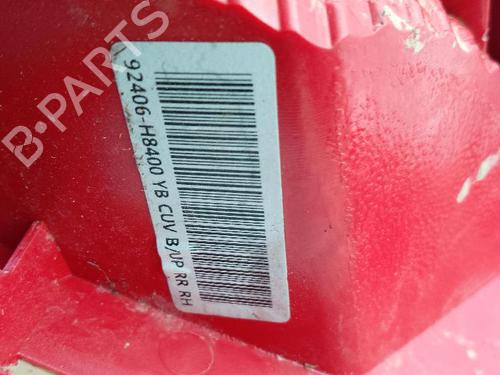 B-PARTS
92406-H8400 YB CUV B/UP RR RH